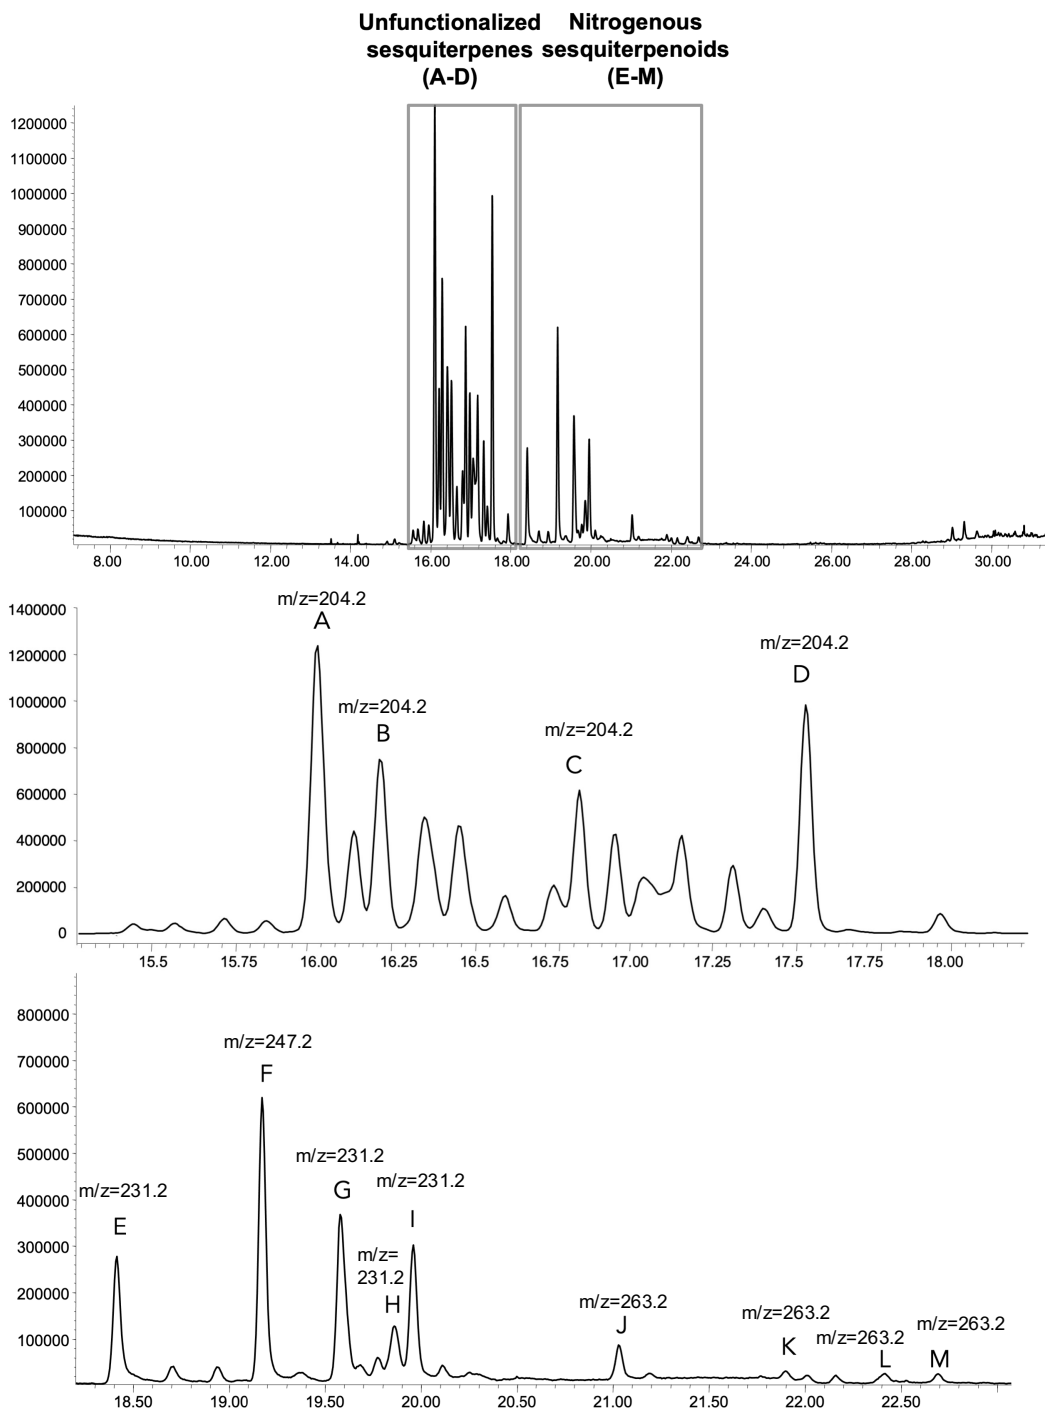 Unfunctionalized Nitrogenous
sesquiterpenes sesquiterpenoids
(A-D) (E-M)
1200000
1100000
1000000
900000
800000
700000
600000
500000
400000
300000
200000
100000
8.00 10.00 12.00 14.00 16.00 18.00 20.00 22.00 24.00 26.00 28.00 30.00
m/z=204.2
A
m/z=204.2
B
m/z=204.2
C
m/z=204.2
D
1400000
1200000
1000000
800000
600000
400000
200000
0
15.5 15.75 16.00 16.25 16.5 16.75 17.00 17.25 17.5 17.75 18.00
m/z=231.2
E
m/z=247.2
F
m/z=231.2
G
m/z=
231.2
H
m/z=231.2
I
m/z=263.2
J
m/z=263.2
K
m/z=263.2
L
m/z=263.2
M
800000
700000
600000
500000
400000
300000
200000
100000
18.50 19.00 19.50 20.00 20.50 21.00 21.50 22.00 22.50